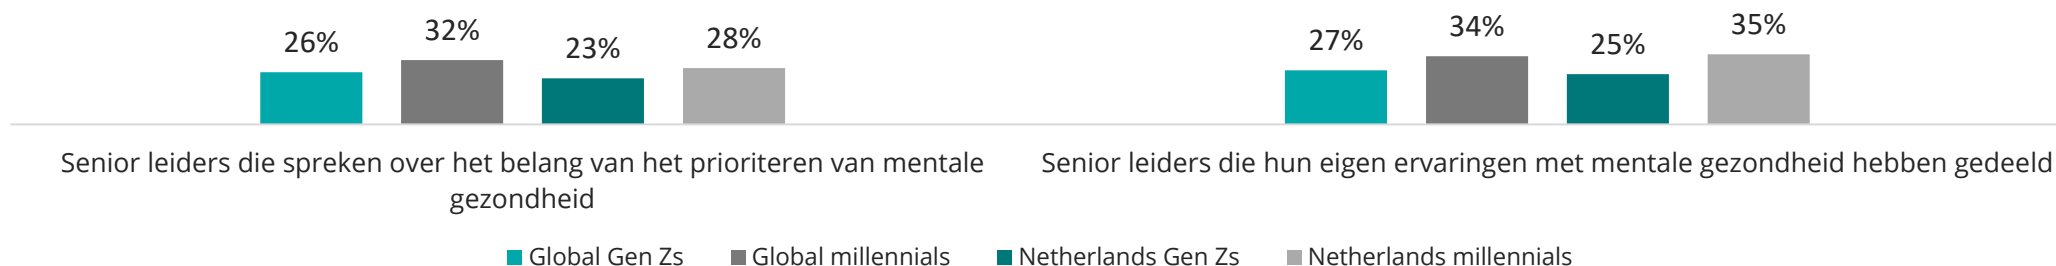 26%
32%
23%
28%
27%
34%
25%
35%
Senior leiders die spreken over het belang van het prioriteren van mentale
gezondheid
Senior leiders die hun eigen ervaringen met mentale gezondheid hebben gedeeld
Global Gen Zs
Global millennials
Netherlands Gen Zs
Netherlands millennials